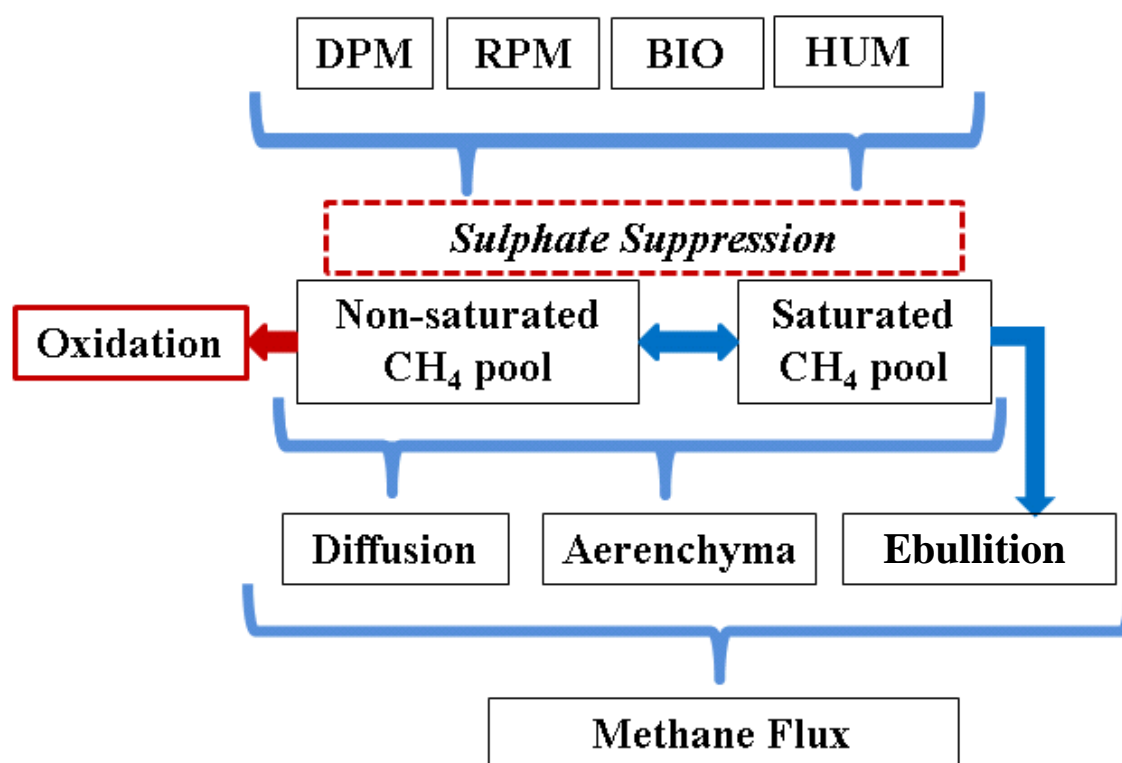 DPM
RPM
BIO
HUM
Sulphate Suppression
Oxidation
Non-saturated
CH₄ pool
Saturated
CH₄ pool
Diffusion
Aerenchyma
Ebullition
Methane Flux